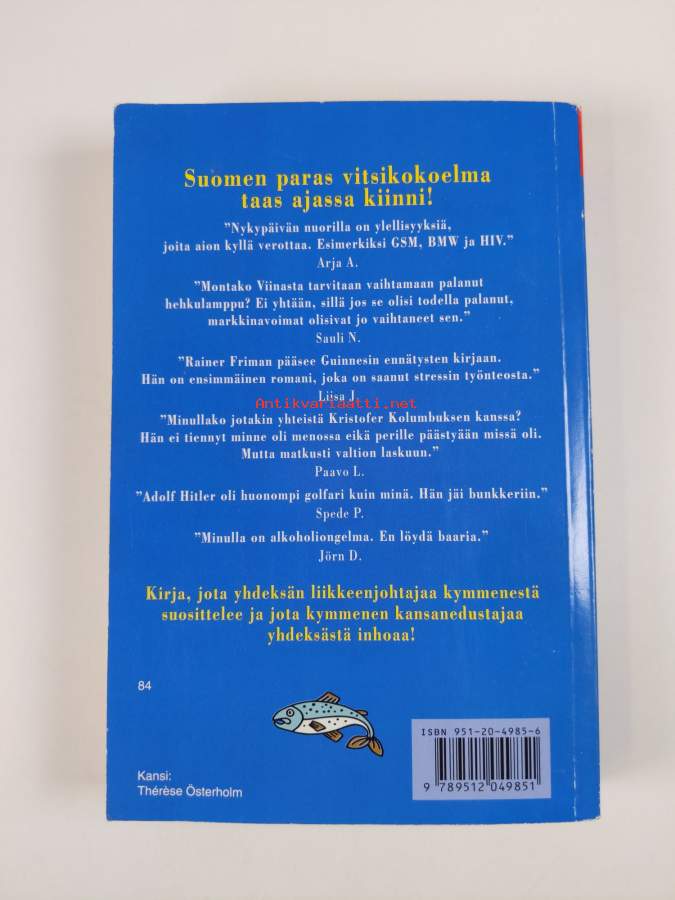 Suomen paras vitsikokoelma
taas ajassa kiinni!
"Nykypäivän nuorilla on ylellisyyksiä,
joita aion kyllä verottaa. Esimerkiksi GSM, BMW ja HIV."
Arja A.
"Montako Viinasta tarvitaan vaihtamaan palanut
hehkulamppu? Ei yhtään, sillä jos se olisi todella palanut,
markkinavoimat olisivat jo vaihtaneet sen."
Sauli N.
"Rainer Friman pääsee Guinnesin ennätysten kirjaan.
Hän on ensimmäinen romani, joka on saanut stressin työnteosta."
Liisa J.
Antikvariaatti.net
"Minullako jotakin yhteistä Kristofer Kolumbuksen kanssa?
Hän ei tiennyt minne oli menossa eikä perille päästyään missä oli.
Mutta matkusti valtion laskuun."
Paavo L.
"Adolf Hitler oli huonompi golfari kuin minä. Hän jäi bunkkeriin."
Spede P.
"Minulla on alkoholiongelma. En löydä baaria."
Jörn D.
Kirja, jota yhdeksän liikkeenjohtajaa kymmenestä
suosittelee ja jota kymmenen kansanedustajaa
yhdeksästä inhoaa!
84
ISBN 951-20-4985-6
9 789512 049851
Kansi:
Thérèse Österholm